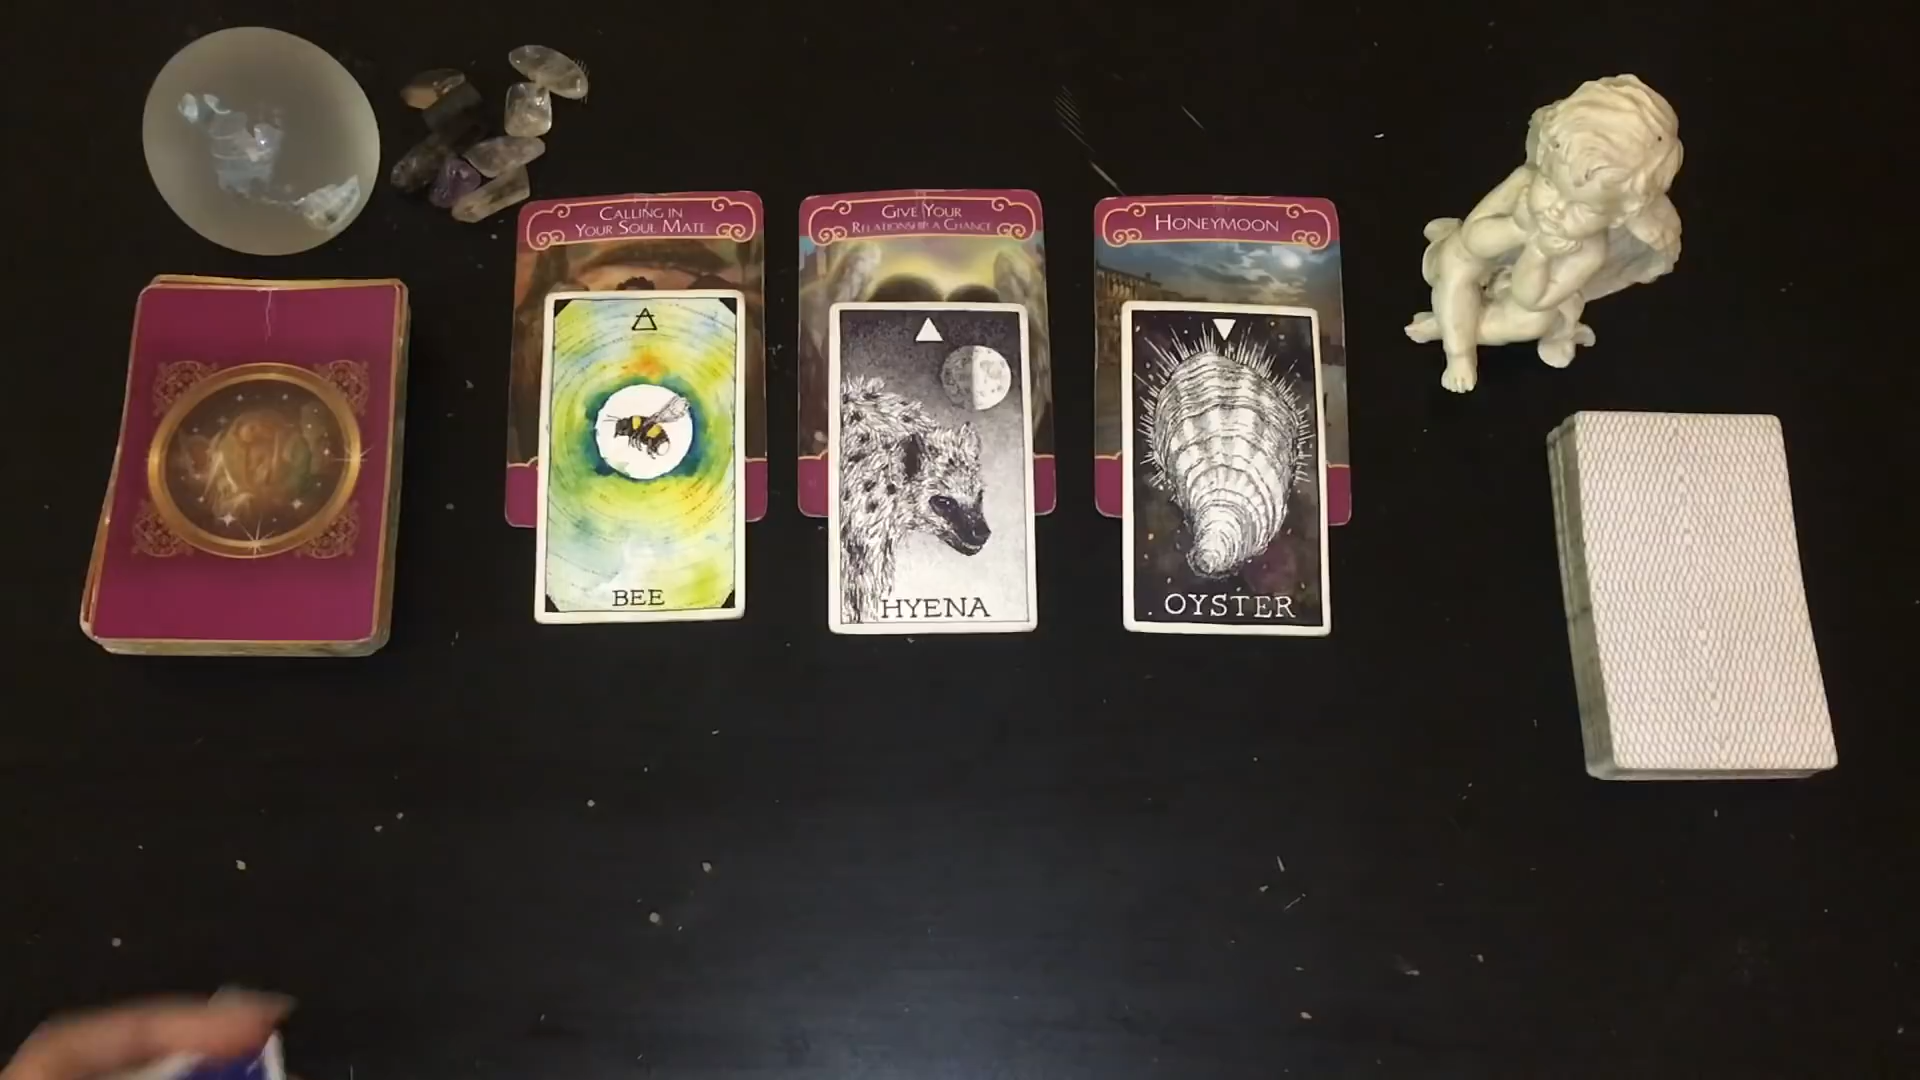 CALLING IN
YOUR SOUL MATE
GIVE YOUR
RELATIONSHIP A CHANCE
HONEYMOON
BEE
HYENA
OYSTER